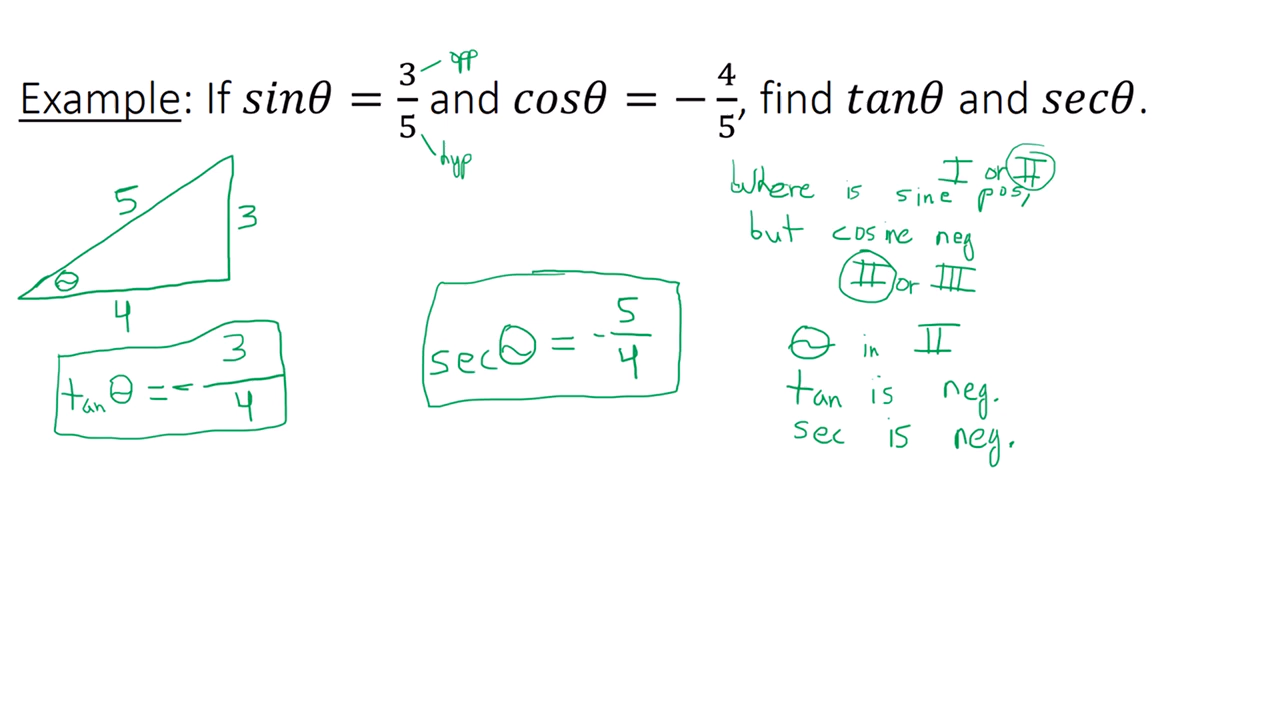 opp
Example: If sinθ = 3/5 and cosθ = −4/5, find tanθ and secθ.
hyp
5
3
θ
4
tan θ = - 3/4
sec θ = - 5/4
I or II
Where is sine pos,
but cosine neg
II or III
θ in II
tan is neg.
sec is neg.